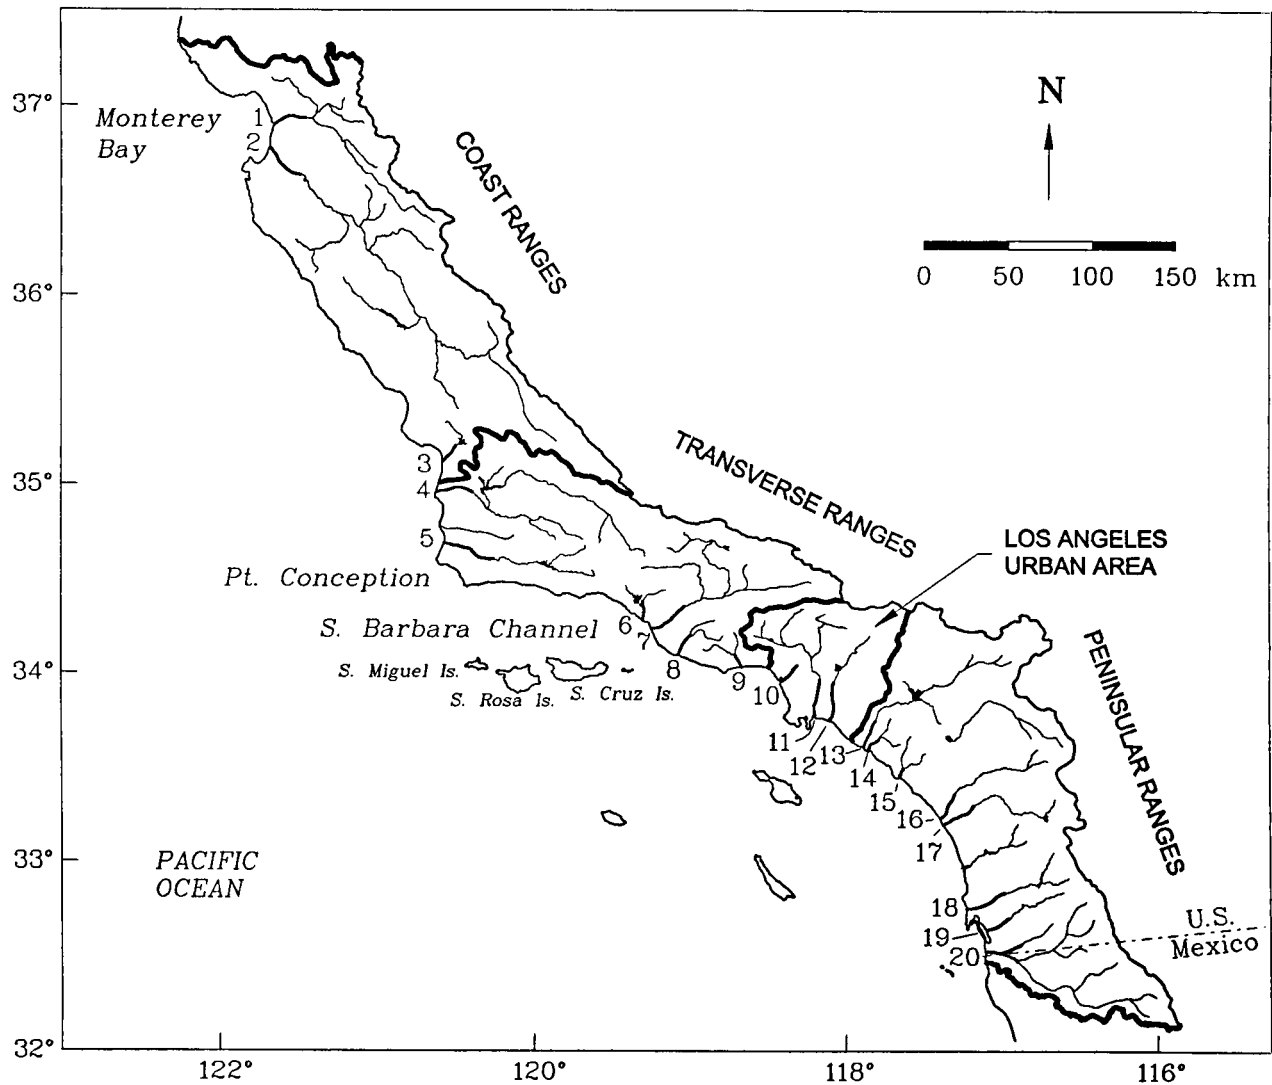 N
37°
Monterey
Bay
1
2
COAST RANGES
0 50 100 150 km
36°
35°
3
4
TRANSVERSE RANGES
5
LOS ANGELES
URBAN AREA
Pt. Conception
S. Barbara Channel
6
7
34°
S. Miguel Is.
S. Rosa Is.
S. Cruz Is.
8
9
10
PENINSULAR RANGES
11
12
13
14
15
16
17
33°
PACIFIC
OCEAN
18
19
20
U.S.
Mexico
32°
122° 120° 118° 116°